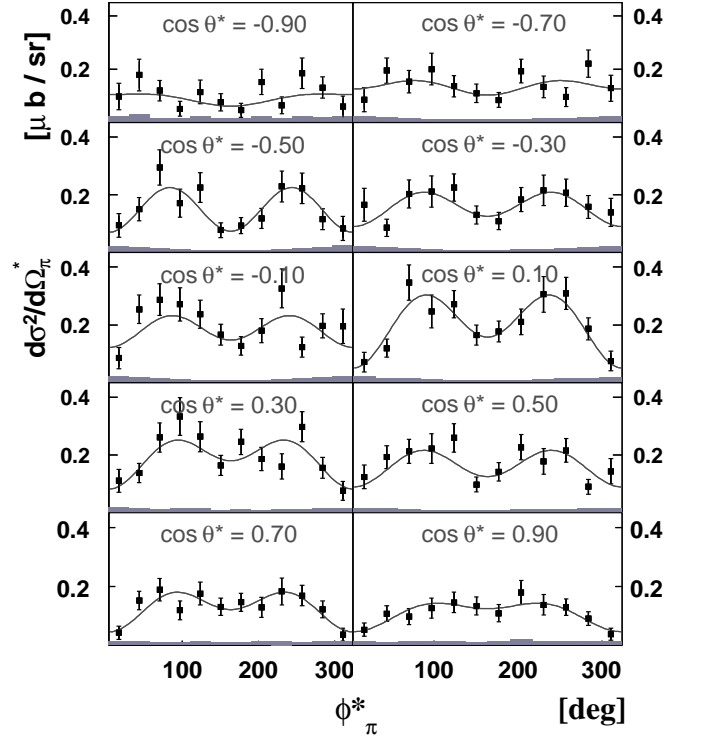 0.4 cos θ* = -0.90 cos θ* = -0.70 0.4
0.2 0.2
[μ b / sr]
cos θ* = -0.50 cos θ* = -0.30 0.4
0.2 0.2
dσ²/dΩ*π
0.4 cos θ* = -0.10 cos θ* = 0.10 0.4
0.2 0.2
0.4 cos θ* = 0.30 cos θ* = 0.50 0.4
0.2 0.2
0.4 cos θ* = 0.70 cos θ* = 0.90 0.4
0.2 0.2
100 200 300 100 200 300
ϕ*π [deg]